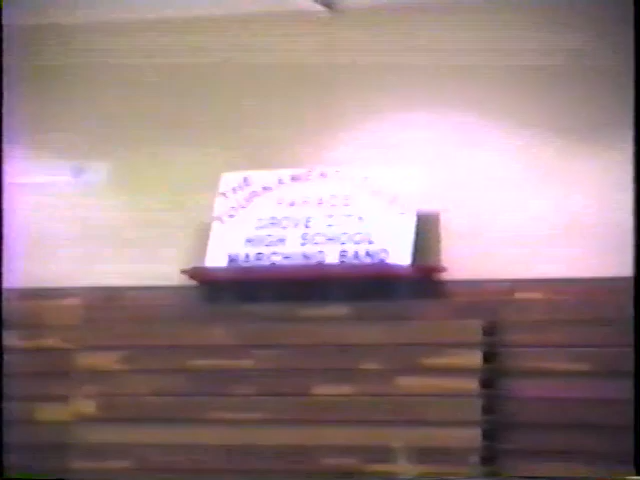 THE
TOURNAMENT
PARADE
GROVE CITY
HIGH SCHOOL
MARCHING BAND